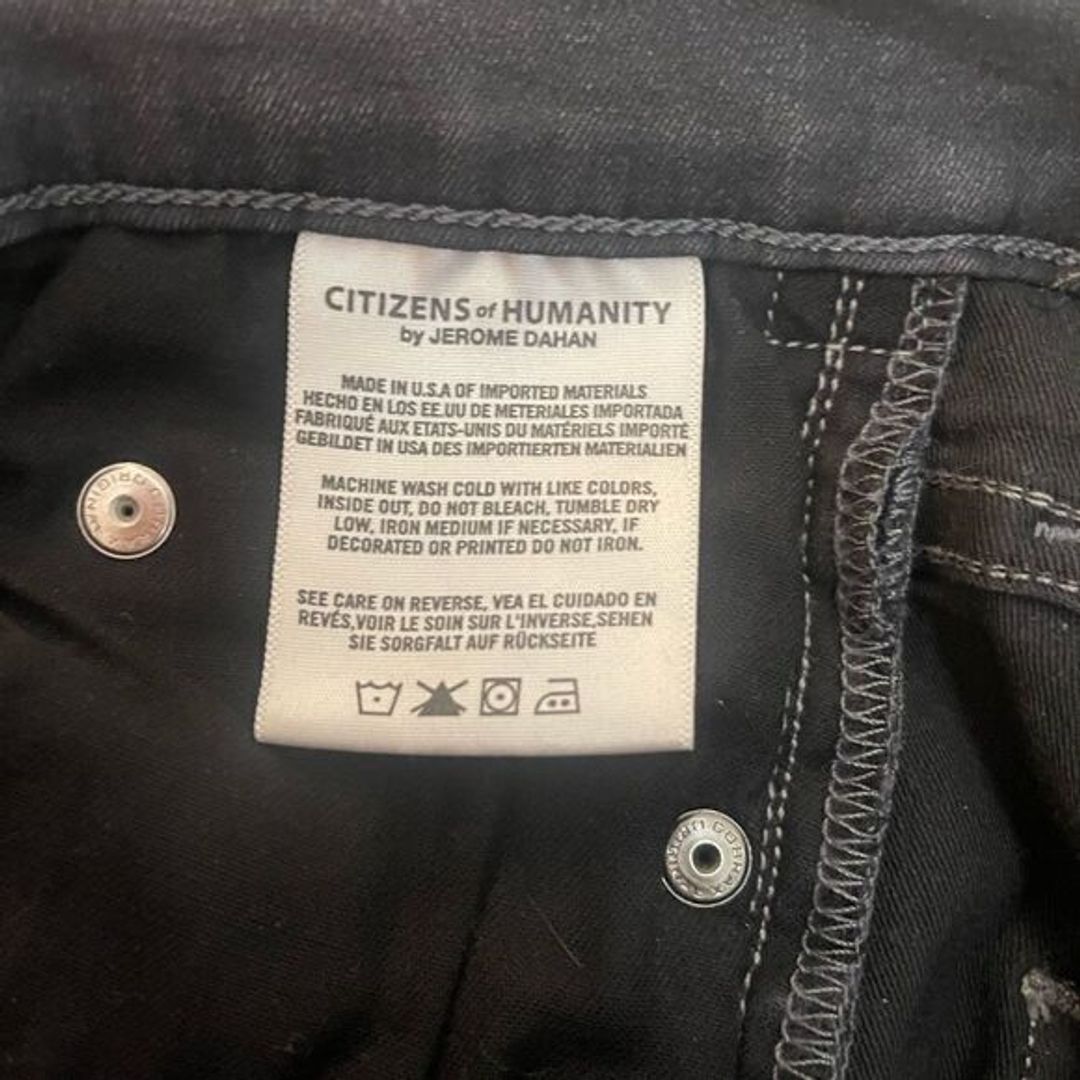 CITIZENS of HUMANITY
by JEROME DAHAN
MADE IN U.S.A OF IMPORTED MATERIALS
HECHO EN LOS EE.UU DE METERIALES IMPORTADA
FABRIQUÉ AUX ETATS-UNIS DU MATÉRIELS IMPORTÉ
GEBILDET IN USA DES IMPORTIERTEN MATERIALIEN
MACHINE WASH COLD WITH LIKE COLORS,
INSIDE OUT, DO NOT BLEACH, TUMBLE DRY
LOW, IRON MEDIUM IF NECESSARY, IF
DECORATED OR PRINTED DO NOT IRON.
SEE CARE ON REVERSE, VEA EL CUIDADO EN
REVÉS,VOIR LE SOIN SUR L'INVERSE,SEHEN
SIE SORGFALT AUF RÜCKSEITE